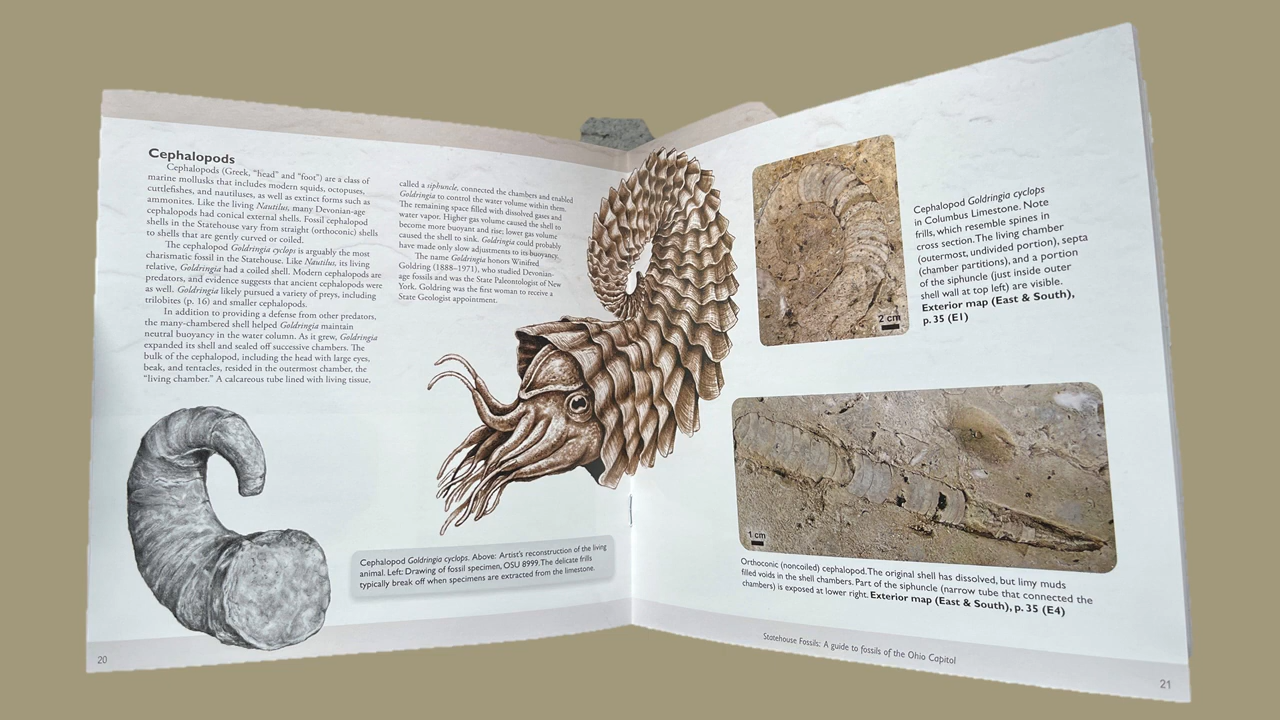 Cephalopods
Cephalopods (Greek, "head" and "foot") are a class of
marine mollusks that includes modern squids, octopuses,
cuttlefishes, and nautiluses, as well as extinct forms such as
ammonites. Like the living Nautilus, many Devonian-age
cephalopods had conical external shells. Fossil cephalopod
shells in the Statehouse vary from straight (orthoconic) shells
to shells that are gently curved or coiled.
The cephalopod Goldringia cyclops is arguably the most
charismatic fossil in the Statehouse. Like Nautilus, its living
relative, Goldringia had a coiled shell. Modern cephalopods are
predators, and evidence suggests that ancient cephalopods were
as well. Goldringia likely pursued a variety of preys, including
trilobites (p. 16) and smaller cephalopods.
In addition to providing a defense from other predators,
the many-chambered shell helped Goldringia maintain
neutral buoyancy in the water column. As it grew, Goldringia
expanded its shell and sealed off successive chambers. The
bulk of the cephalopod, including the head with large eyes,
beak, and tentacles, resided in the outermost chamber, the
"living chamber." A calcareous tube lined with living tissue,
called a siphuncle, connected the chambers and enabled
Goldringia to control the water volume within them.
The remaining space filled with dissolved gases and
water vapor. Higher gas volume caused the shell to
become more buoyant and rise; lower gas volume
caused the shell to sink. Goldringia could probably
have made only slow adjustments to its buoyancy.
The name Goldringia honors Winifred
Goldring (1888–1971), who studied Devonian-
age fossils and was the State Paleontologist of New
York. Goldring was the first woman to receive a
State Geologist appointment.
Cephalopod Goldringia cyclops. Above: Artist's reconstruction of the living
animal. Left: Drawing of fossil specimen, OSU 8999. The delicate frills
typically break off when specimens are extracted from the limestone.
20
2 cm
Cephalopod Goldringia cyclops
in Columbus Limestone. Note
frills, which resemble spines in
cross section. The living chamber
(outermost, undivided portion), septa
(chamber partitions), and a portion
of the siphuncle (just inside outer
shell wall at top left) are visible.
Exterior map (East & South),
p. 35 (E1)
1 cm
Orthoconic (noncoiled) cephalopod. The original shell has dissolved, but limy muds
filled voids in the shell chambers. Part of the siphuncle (narrow tube that connected the
chambers) is exposed at lower right. Exterior map (East & South), p. 35 (E4)
Statehouse Fossils: A guide to fossils of the Ohio Capitol
21